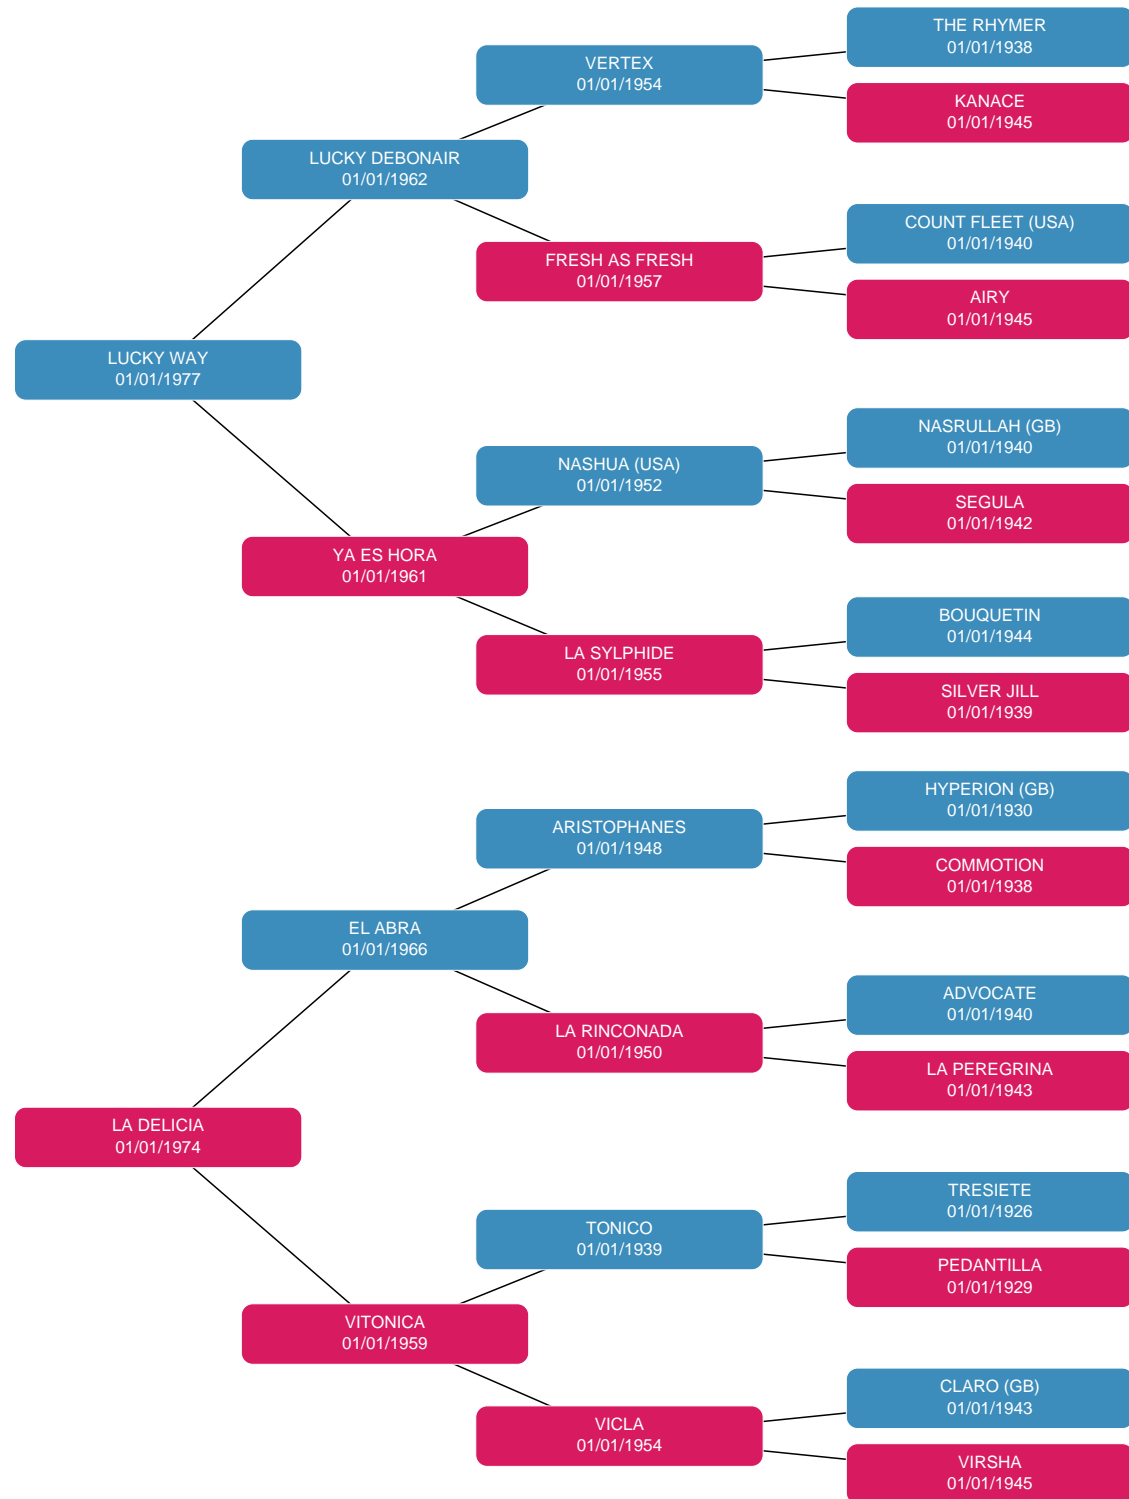 THE RHYMER
01/01/1938
VERTEX
01/01/1954
KANACE
01/01/1945
LUCKY DEBONAIR
01/01/1962
COUNT FLEET (USA)
01/01/1940
FRESH AS FRESH
01/01/1957
AIRY
01/01/1945
LUCKY WAY
01/01/1977
NASRULLAH (GB)
01/01/1940
NASHUA (USA)
01/01/1952
SEGULA
01/01/1942
YA ES HORA
01/01/1961
BOUQUETIN
01/01/1944
LA SYLPHIDE
01/01/1955
SILVER JILL
01/01/1939
HYPERION (GB)
01/01/1930
ARISTOPHANES
01/01/1948
COMMOTION
01/01/1938
EL ABRA
01/01/1966
ADVOCATE
01/01/1940
LA RINCONADA
01/01/1950
LA PEREGRINA
01/01/1943
LA DELICIA
01/01/1974
TRESIETE
01/01/1926
TONICO
01/01/1939
PEDANTILLA
01/01/1929
VITONICA
01/01/1959
CLARO (GB)
01/01/1943
VICLA
01/01/1954
VIRSHA
01/01/1945